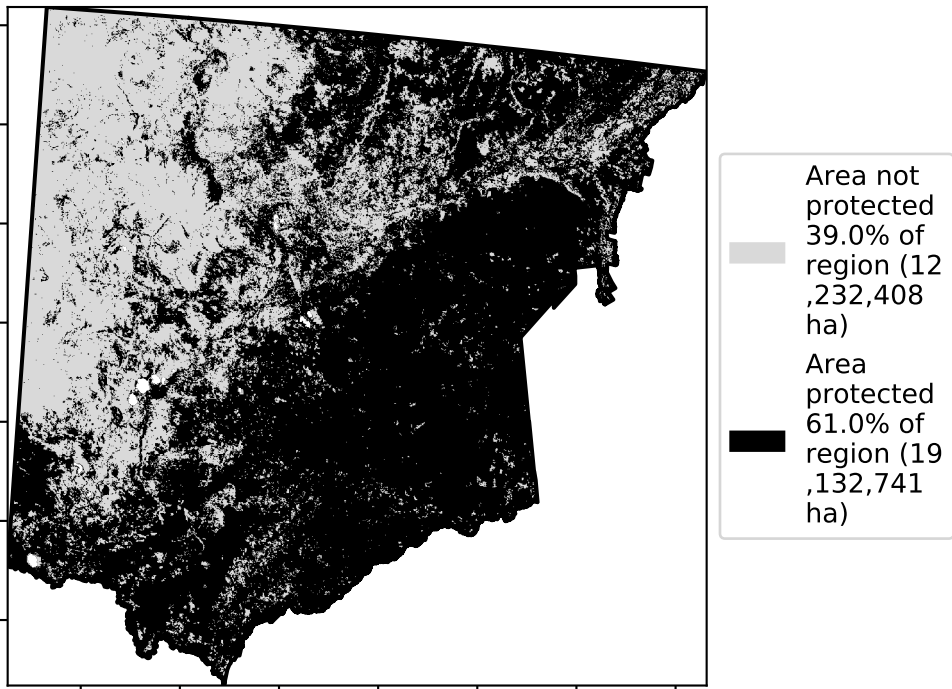 Area not
protected
39.0% of
region (12
,232,408
ha)
Area
protected
61.0% of
region (19
,132,741
ha)